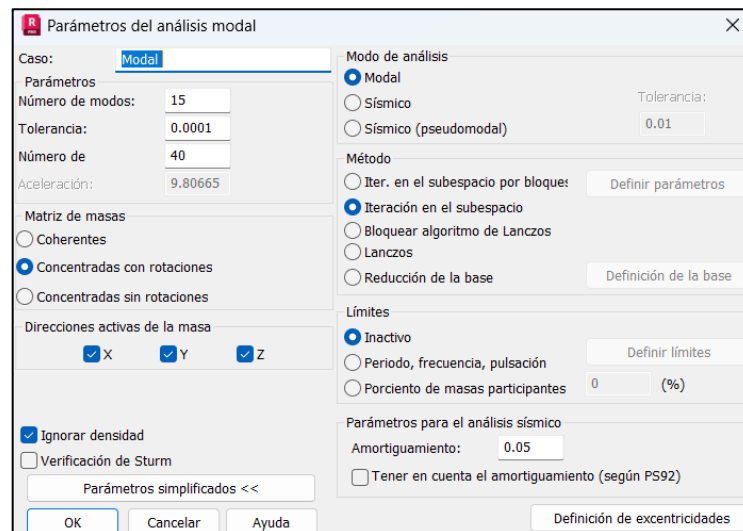 R
PRO
Parámetros del análisis modal
Caso:
Modal
Parámetros
Número de modos:
15
Tolerancia:
0.0001
Número de
40
Aceleración:
9.80665
Matriz de masas
Coherentes
Concentradas con rotaciones
Concentradas sin rotaciones
Direcciones activas de la masa
X
Y
Z
Ignorar densidad
Verificación de Sturm
Parámetros simplificados <<
OK
Cancelar
Ayuda
Modo de análisis
Modal
Sísmico
Sísmico (pseudomodal)
Tolerancia:
0.01
Método
Iter. en el subespacio por bloques
Definir parámetros
Iteración en el subespacio
Bloquear algoritmo de Lanczos
Lanczos
Reducción de la base
Definición de la base
Límites
Inactivo
Periodo, frecuencia, pulsación
Definir límites
Porciento de masas participantes
0
(%)
Parámetros para el análisis sísmico
Amortiguamiento:
0.05
Tener en cuenta el amortiguamiento (según PS92)
Definición de excentricidades